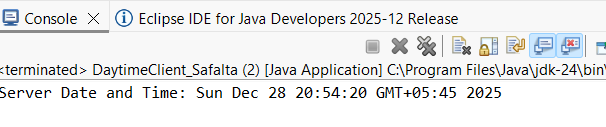 Console
Eclipse IDE for Java Developers 2025-12 Release
<terminated> DaytimeClient_Safalta (2) [Java Application] C:\Program Files\Java\jdk-24\bin\
Server Date and Time: Sun Dec 28 20:54:20 GMT+05:45 2025